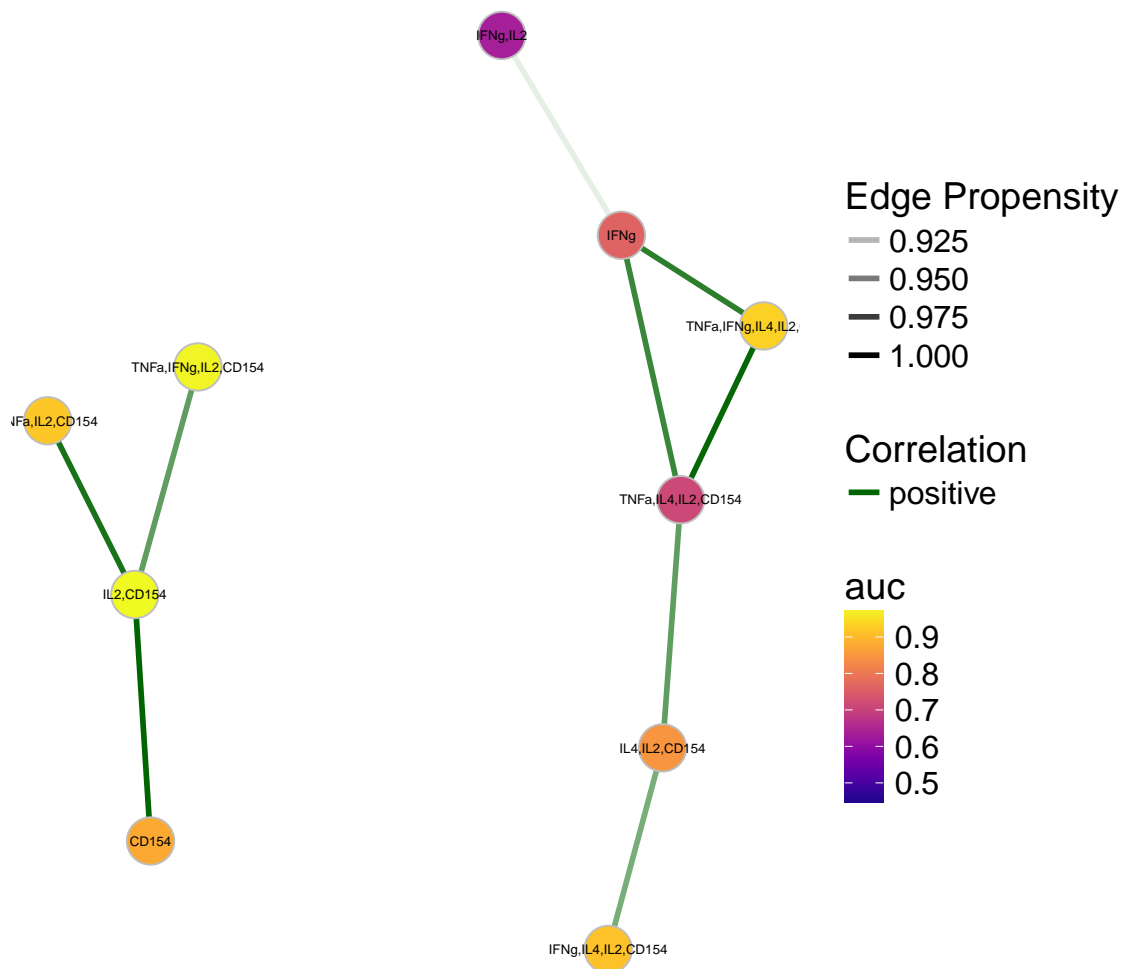 IFNg,IL2
IFNg
TNFa,IFNg,IL4,IL2,
TNFa,IFNg,IL2,CD154
NFa,IL2,CD154
TNFa,IL4,IL2,CD154
IL2,CD154
IL4,IL2,CD154
CD154
IFNg,IL4,IL2,CD154
Edge Propensity
0.925
0.950
0.975
1.000
Correlation
positive
auc
0.9
0.8
0.7
0.6
0.5